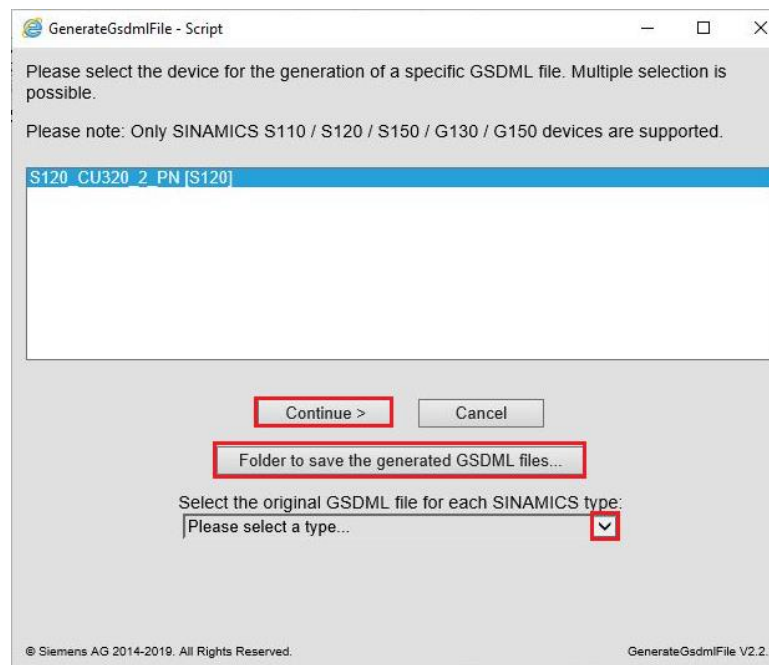 GenerateGsdmlFile - Script
Please select the device for the generation of a specific GSDML file. Multiple selection is
possible.
Please note: Only SINAMICS S110 / S120 / S150 / G130 / G150 devices are supported.
S120_CU320_2_PN [S120]
Continue >
Cancel
Folder to save the generated GSDML files...
Select the original GSDML file for each SINAMICS type:
Please select a type...
© Siemens AG 2014-2019. All Rights Reserved.
GenerateGsdmlFile V2.2.